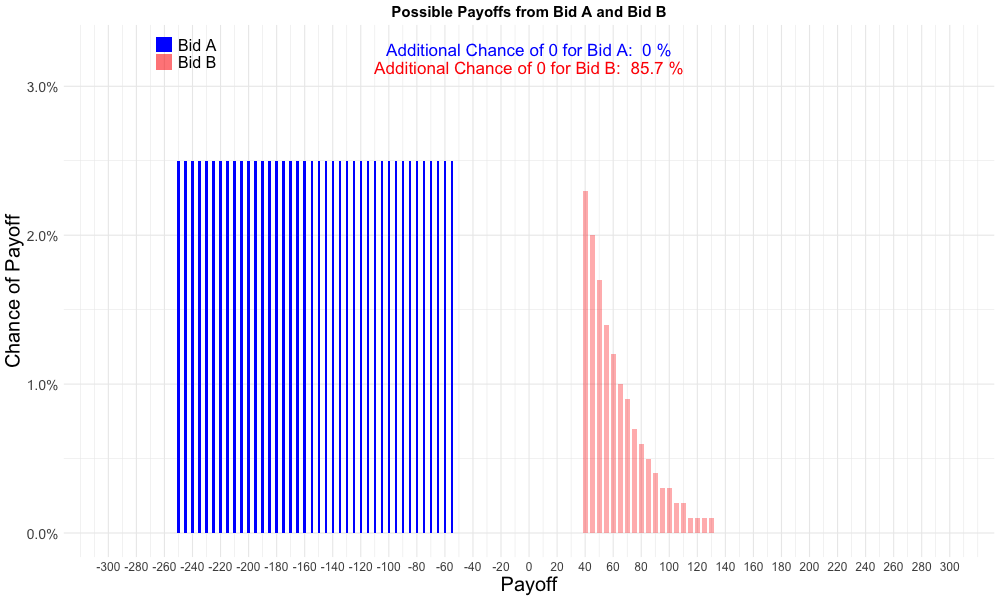 Possible Payoffs from Bid A and Bid B
Bid A
Bid B
Additional Chance of 0 for Bid A:  0 %
Additional Chance of 0 for Bid B:  85.7 %
Chance of Payoff
3.0%
2.0%
1.0%
0.0%
-300 -280 -260 -240 -220 -200 -180 -160 -140 -120 -100 -80 -60 -40 -20 0 20 40 60 80 100 120 140 160 180 200 220 240 260 280 300
Payoff